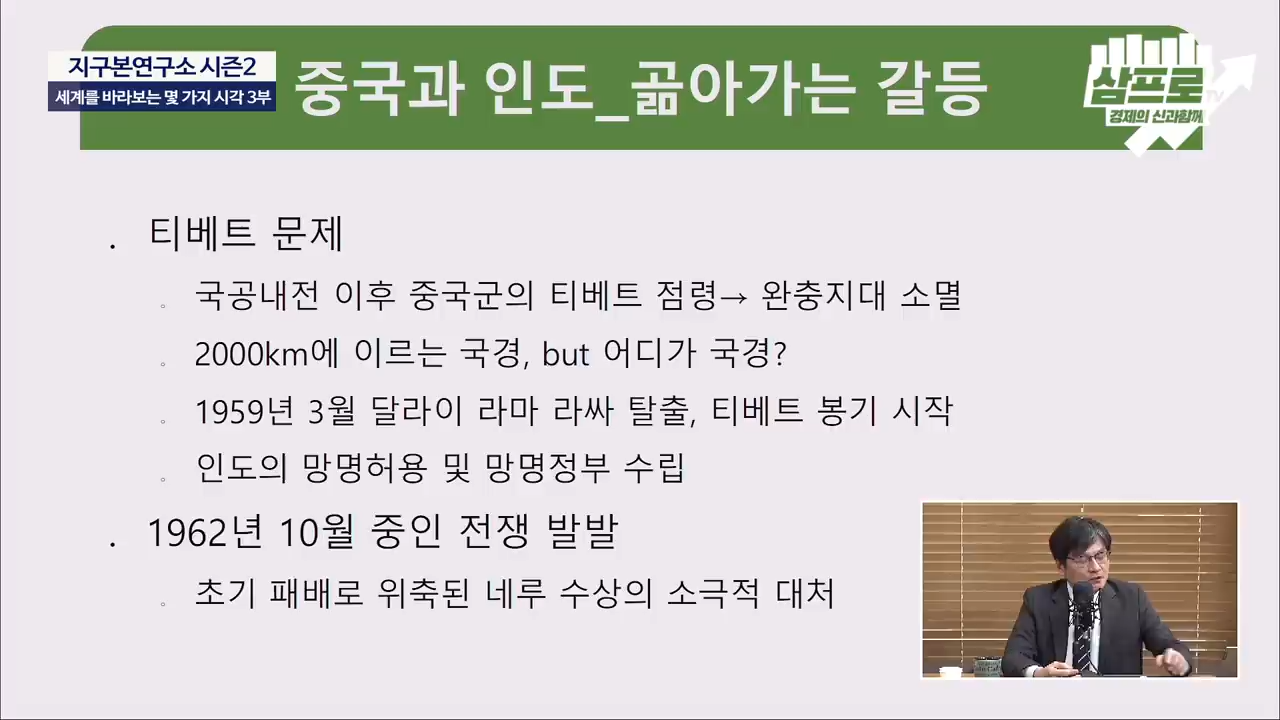 지구본연구소 시즌2
세계를 바라보는 몇 가지 시각 3부
중국과 인도_곪아가는 갈등
삼프로TV
경제의 신과함께
. 티베트 문제
。 국공내전 이후 중국군의 티베트 점령→ 완충지대 소멸
。 2000km에 이르는 국경, but 어디가 국경?
。 1959년 3월 달라이 라마 라싸 탈출, 티베트 봉기 시작
。 인도의 망명허용 및 망명정부 수립
. 1962년 10월 중인 전쟁 발발
。 초기 패배로 위축된 네루 수상의 소극적 대처